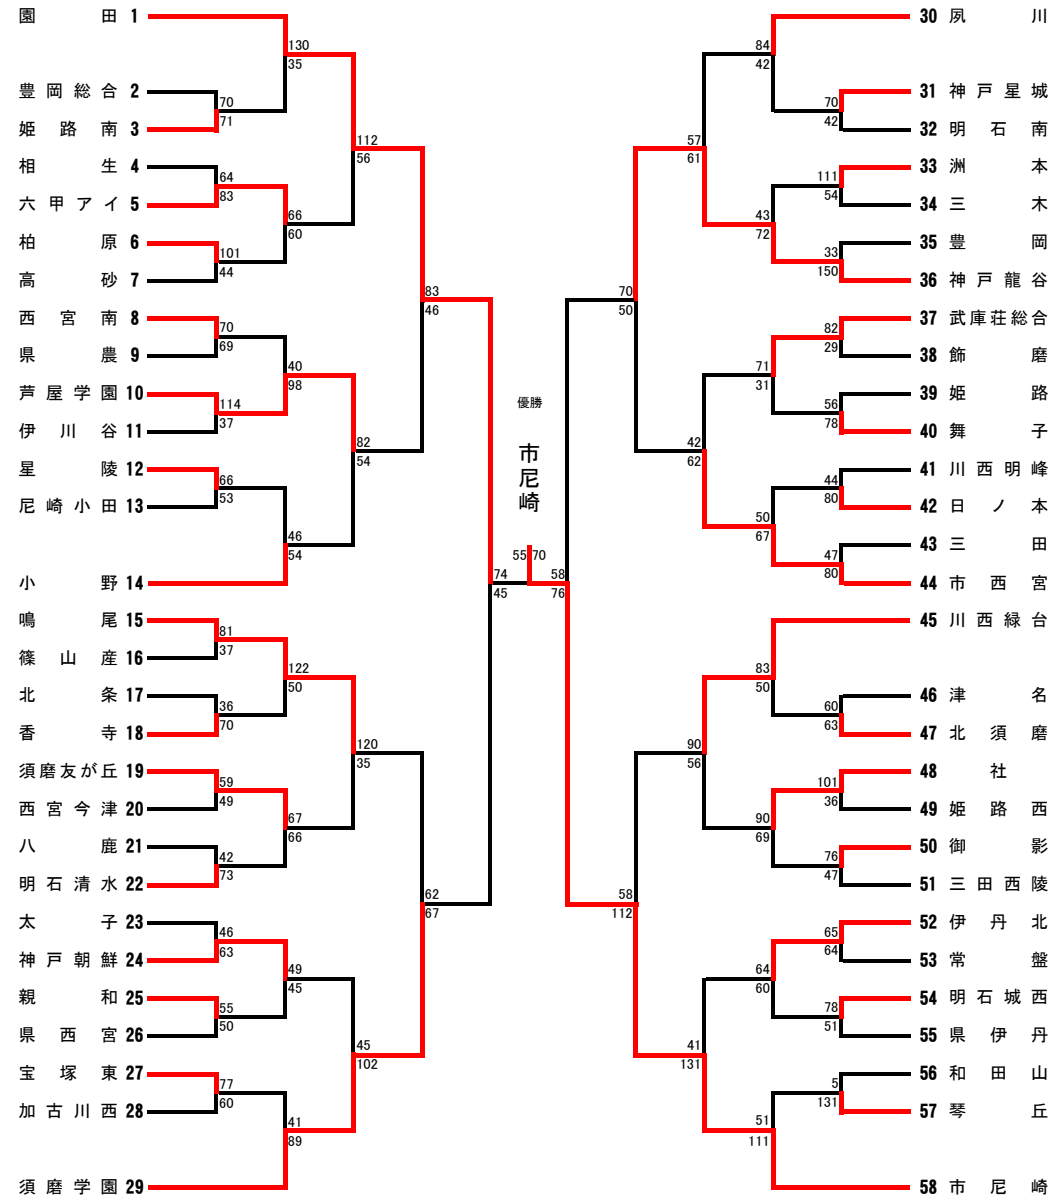 園田 1
130
35
豊岡総合 2
70
71
姫路南 3
112
56
相生 4
64
83
六甲アイ 5
66
60
柏原 6
101
44
高砂 7
83
46
西宮南 8
70
69
県農 9
40
98
芦屋学園 10
114
37
伊川谷 11
82
54
星陵 12
66
53
尼崎小田 13
46
54
小野 14
74
45
鳴尾 15
81
37
篠山産 16
122
50
北条 17
36
70
香寺 18
120
35
須磨友が丘 19
59
49
西宮今津 20
67
66
八鹿 21
42
73
明石清水 22
62
67
太子 23
46
63
神戸朝鮮 24
49
45
親和 25
55
50
県西宮 26
45
102
宝塚東 27
77
60
加古川西 28
41
89
須磨学園 29
優勝
市尼崎
55 70
30 夙川
84
42
31 神戸星城
70
42
32 明石南
57
61
33 洲本
111
54
34 三木
43
72
35 豊岡
33
150
36 神戸龍谷
70
50
37 武庫荘総合
82
29
38 飾磨
71
31
39 姫路
56
78
40 舞子
42
62
41 川西明峰
44
80
42 日ノ本
50
67
43 三田
47
80
44 市西宮
58
76
45 川西緑台
83
50
46 津名
60
63
47 北須磨
90
56
48 社
101
36
49 姫路西
90
69
50 御影
76
47
51 三田西陵
58
112
52 伊丹北
65
64
53 常盤
64
60
54 明石城西
78
51
55 県伊丹
41
131
56 和田山
5
131
57 琴丘
51
111
58 市尼崎